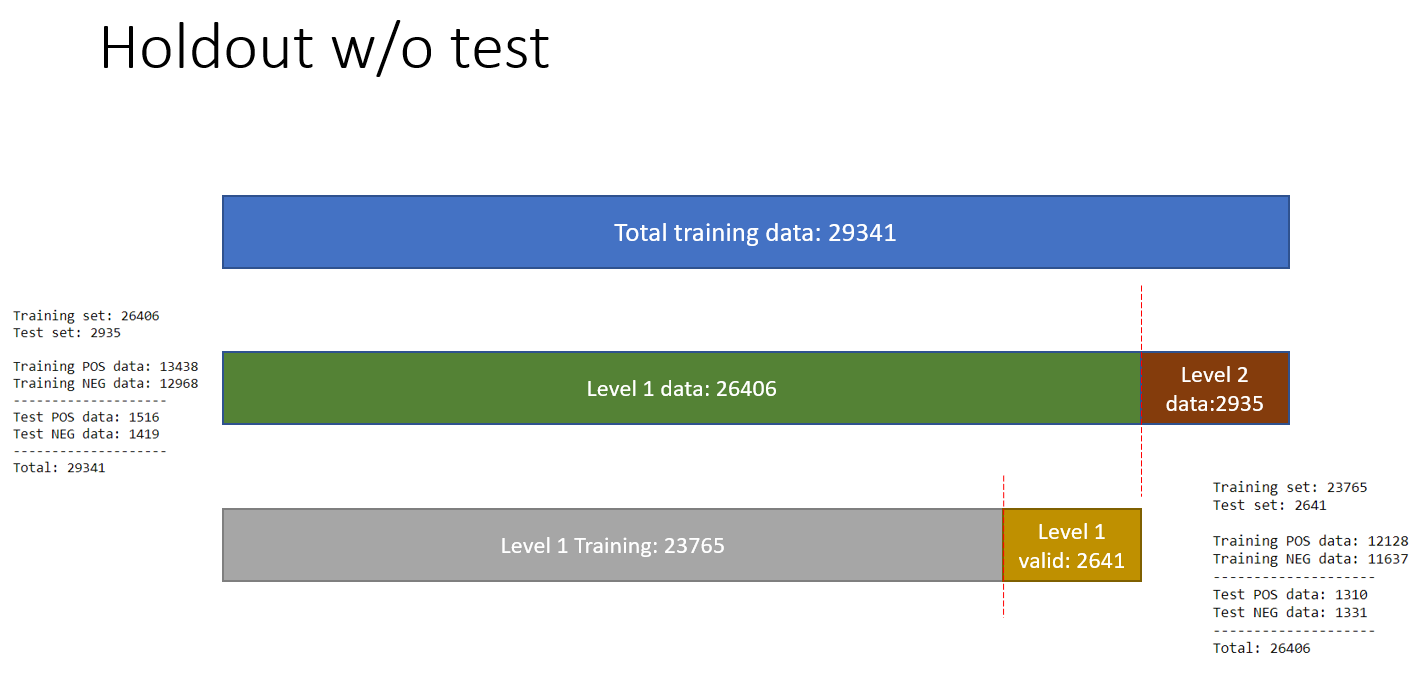 Holdout w/o test
Total training data: 29341
Training set: 26406
Test set: 2935
Training POS data: 13438
Training NEG data: 12968
--------------------
Test POS data: 1516
Test NEG data: 1419
--------------------
Total: 29341
Level 1 data: 26406
Level 2
data:2935
Level 1 Training: 23765
Level 1
valid: 2641
Training set: 23765
Test set: 2641
Training POS data: 12128
Training NEG data: 11637
--------------------
Test POS data: 1310
Test NEG data: 1331
--------------------
Total: 26406